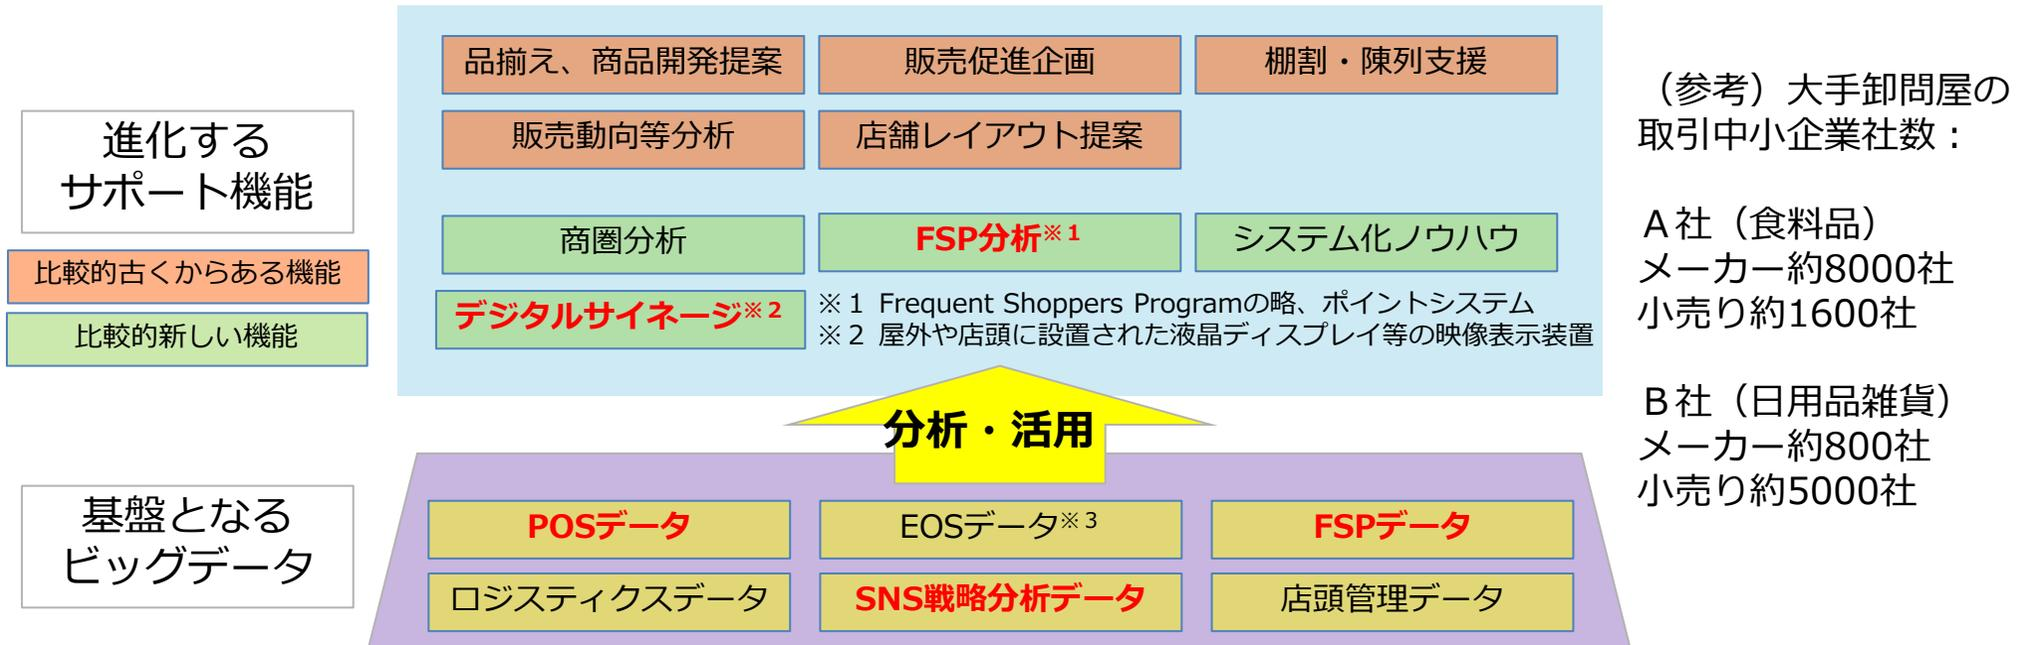 品揃え、商品開発提案
販売促進企画
棚割・陳列支援
販売動向等分析
店舗レイアウト提案
進化する
サポート機能
比較的古くからある機能
比較的新しい機能
商圏分析
FSP分析※1
システム化ノウハウ
デジタルサイネージ※2
※1 Frequent Shoppers Programの略、ポイントシステム
※2 屋外や店頭に設置された液晶ディスプレイ等の映像表示装置
分析・活用
基盤となる
ビッグデータ
POSデータ
EOSデータ※3
FSPデータ
ロジスティクスデータ
SNS戦略分析データ
店頭管理データ
（参考）大手卸問屋の
取引中小企業社数：
A社（食料品）
メーカー約8000社
小売り約1600社
B社（日用品雑貨）
メーカー約800社
小売り約5000社